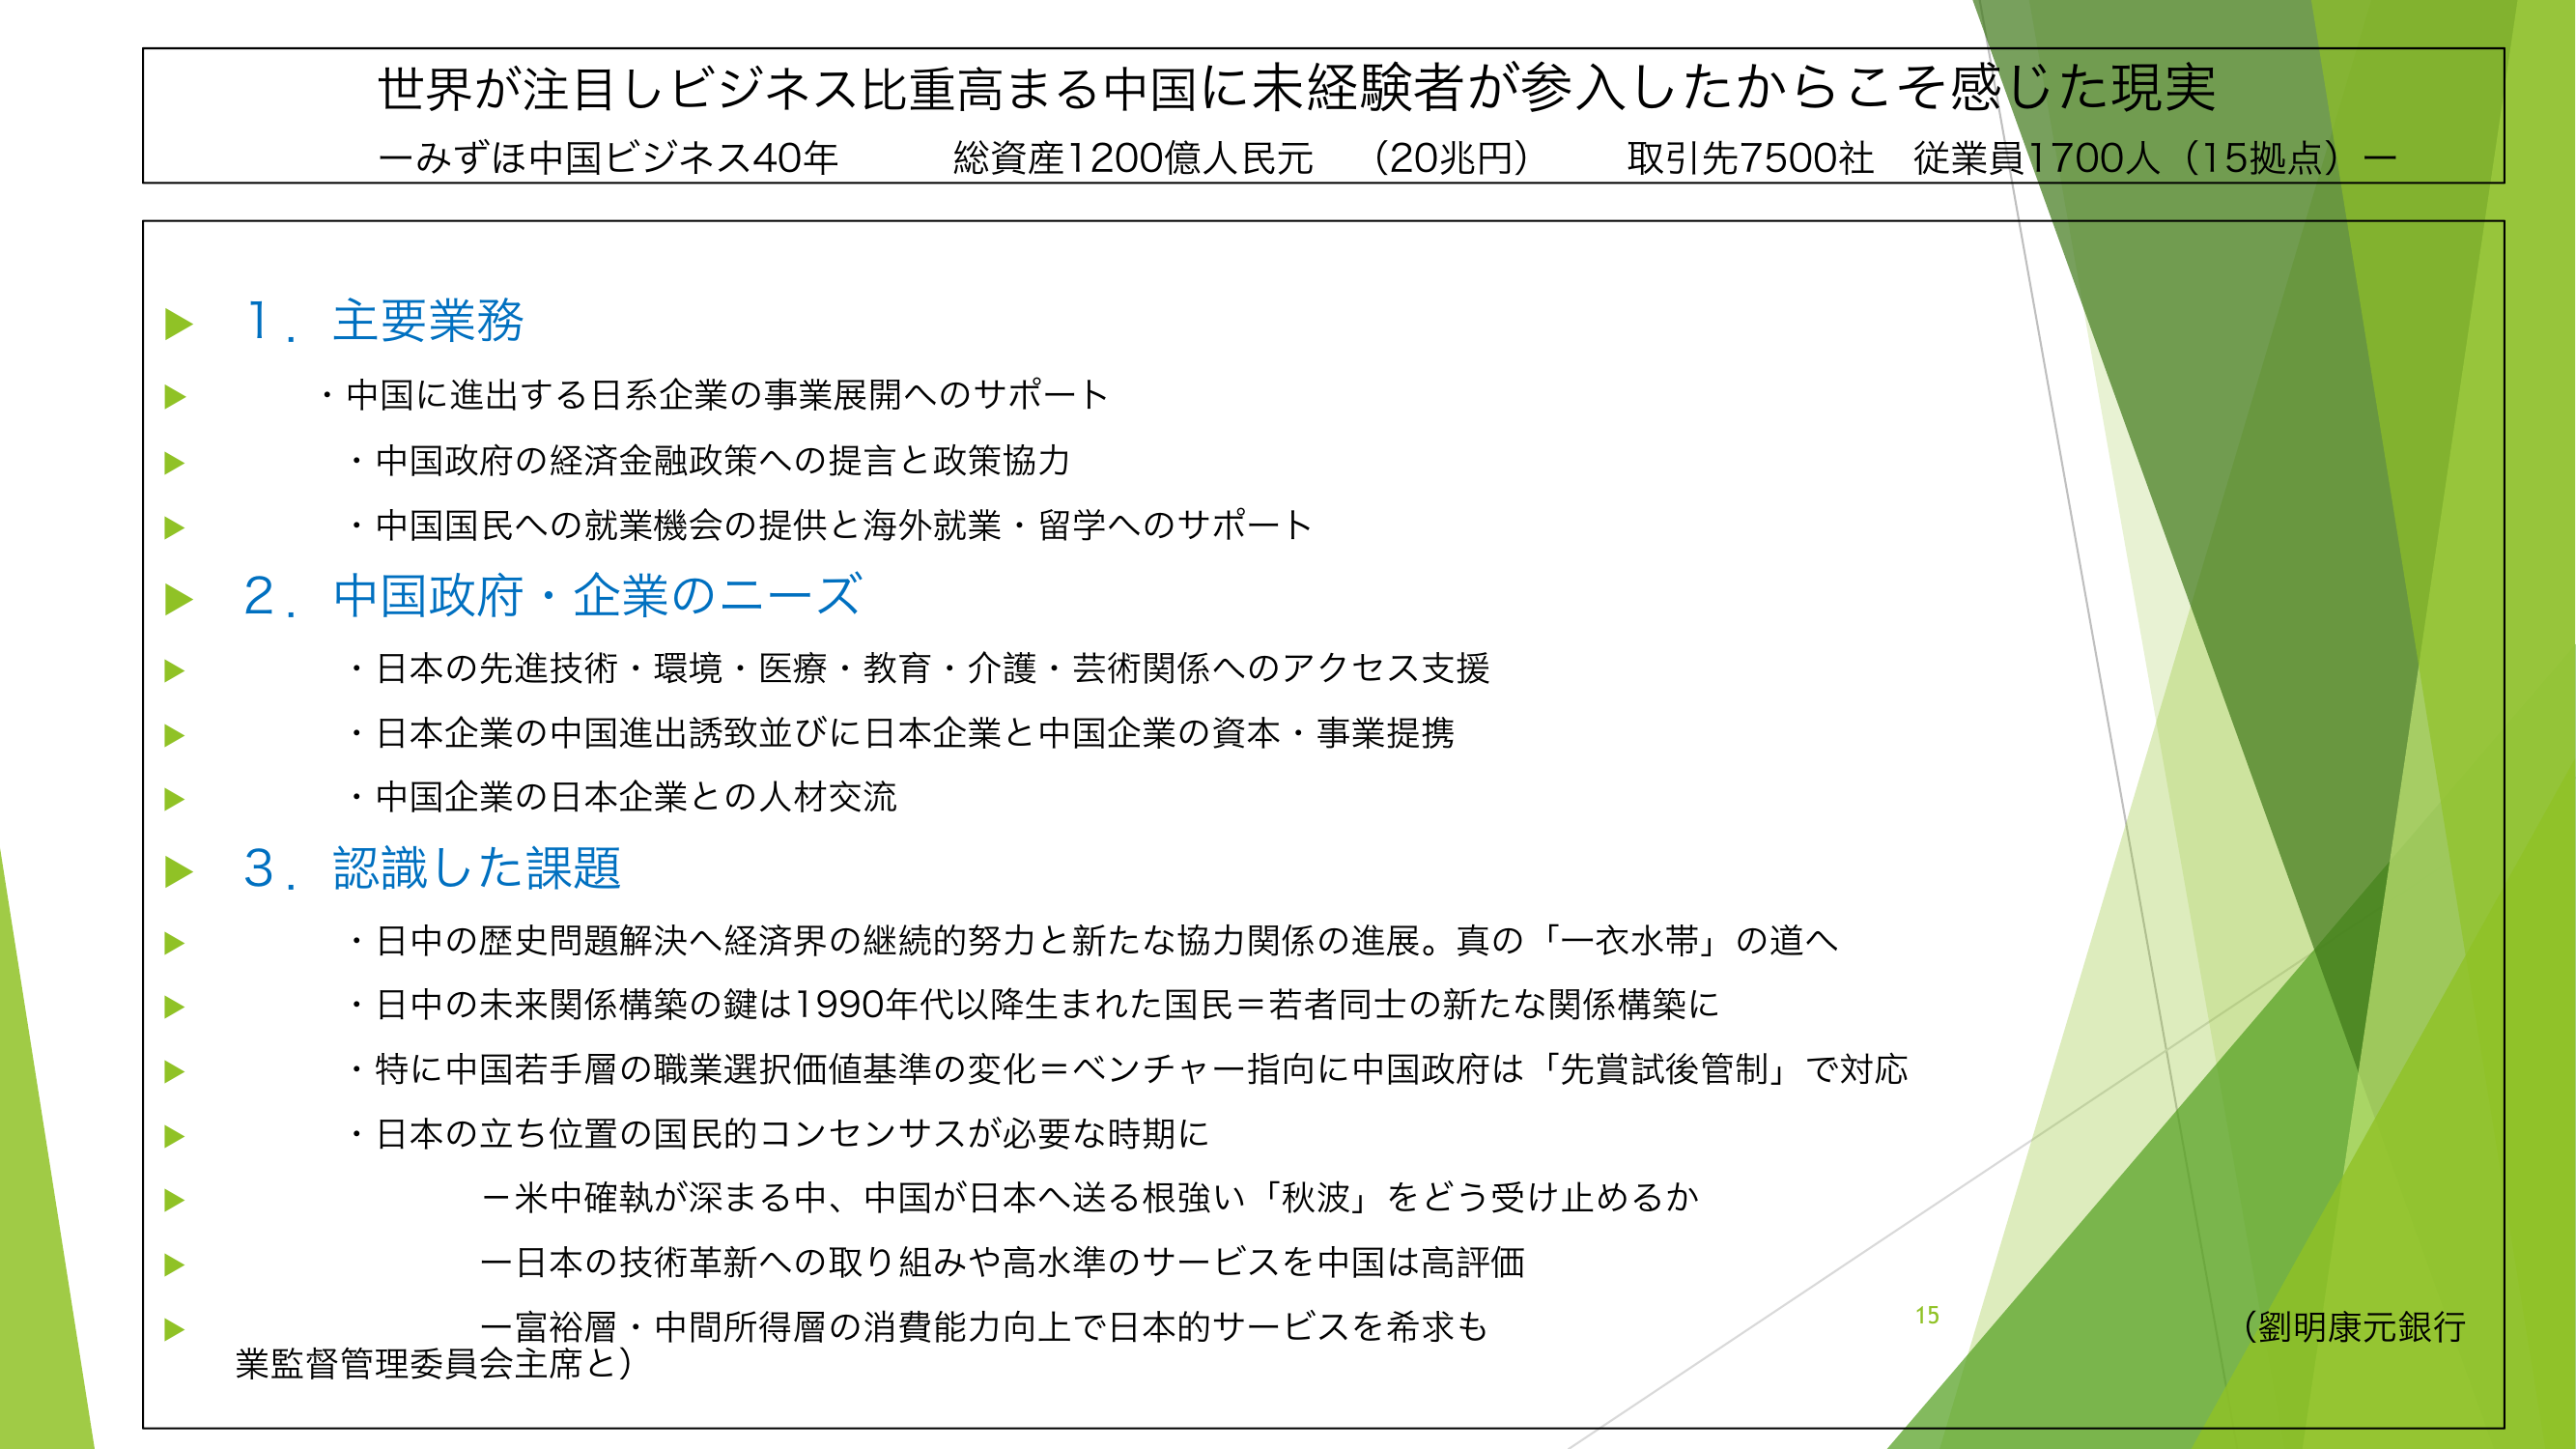 世界が注目しビジネス比重高まる中国に未経験者が参入したからこそ感じた現実
ーみずほ中国ビジネス40年　　　総資産1200億人民元　（20兆円）　　取引先7500社　従業員1700人（15拠点）ー
１．主要業務
・中国に進出する日系企業の事業展開へのサポート
・中国政府の経済金融政策への提言と政策協力
・中国国民への就業機会の提供と海外就業・留学へのサポート
２．中国政府・企業のニーズ
・日本の先進技術・環境・医療・教育・介護・芸術関係へのアクセス支援
・日本企業の中国進出誘致並びに日本企業と中国企業の資本・事業提携
・中国企業の日本企業との人材交流
３．認識した課題
・日中の歴史問題解決へ経済界の継続的努力と新たな協力関係の進展。真の「一衣水帯」の道へ
・日中の未来関係構築の鍵は1990年代以降生まれた国民＝若者同士の新たな関係構築に
・特に中国若手層の職業選択価値基準の変化＝ベンチャー指向に中国政府は「先賞試後管制」で対応
・日本の立ち位置の国民的コンセンサスが必要な時期に
－米中確執が深まる中、中国が日本へ送る根強い「秋波」をどう受け止めるか
ー日本の技術革新への取り組みや高水準のサービスを中国は高評価
ー富裕層・中間所得層の消費能力向上で日本的サービスを希求も　　　（劉明康元銀行
業監督管理委員会主席と）
15